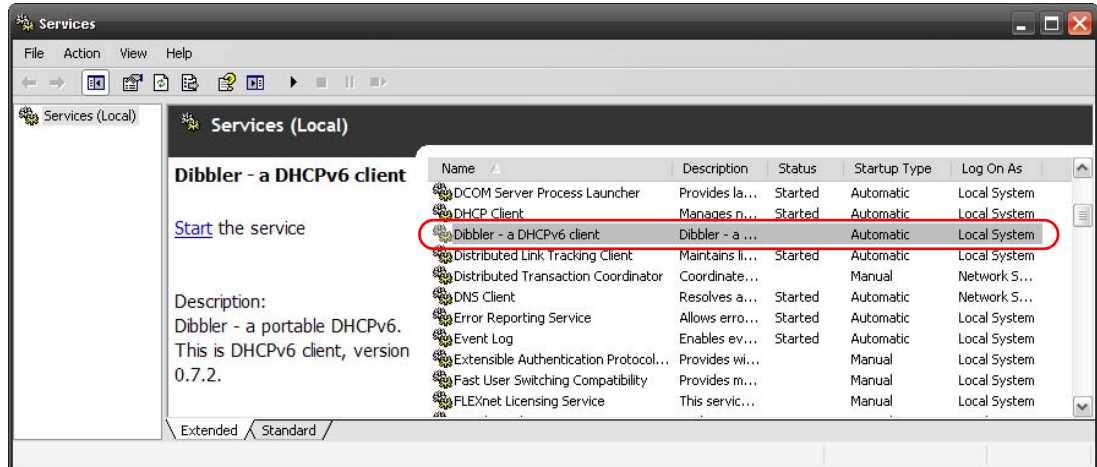 Services
File Action View Help
Services (Local)
Services (Local)
Dibbler - a DHCPv6 client
Start the service
Description:
Dibbler - a portable DHCPv6.
This is DHCPv6 client, version
0.7.2.
Name Description Status Startup Type Log On As
DCOM Server Process Launcher Provides la... Started Automatic Local System
DHCP Client Manages n... Started Automatic Local System
Dibbler - a DHCPv6 client Dibbler - a ... Automatic Local System
Distributed Link Tracking Client Maintains li... Started Automatic Local System
Distributed Transaction Coordinator Coordinate... Manual Network S...
DNS Client Resolves a... Started Automatic Network S...
Error Reporting Service Allows erro... Started Automatic Local System
Event Log Enables ev... Started Automatic Local System
Extensible Authentication Protocol... Provides wi... Manual Local System
Fast User Switching Compatibility Provides m... Manual Local System
FLEXnet Licensing Service This servic... Manual Local System
Extended Standard